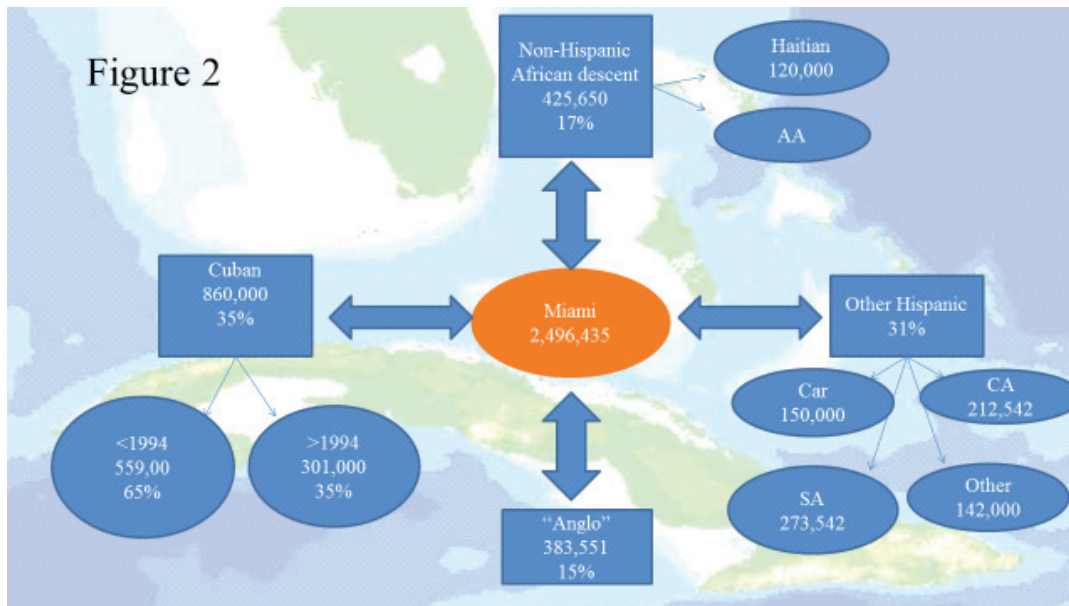 Figure 2
Non-Hispanic
African descent
425,650
17%
Haitian
120,000
AA
Cuban
860,000
35%
Miami
2,496,435
Other Hispanic
31%
<1994
559,00
65%
>1994
301,000
35%
Car
150,000
CA
212,542
SA
273,542
Other
142,000
“Anglo”
383,551
15%